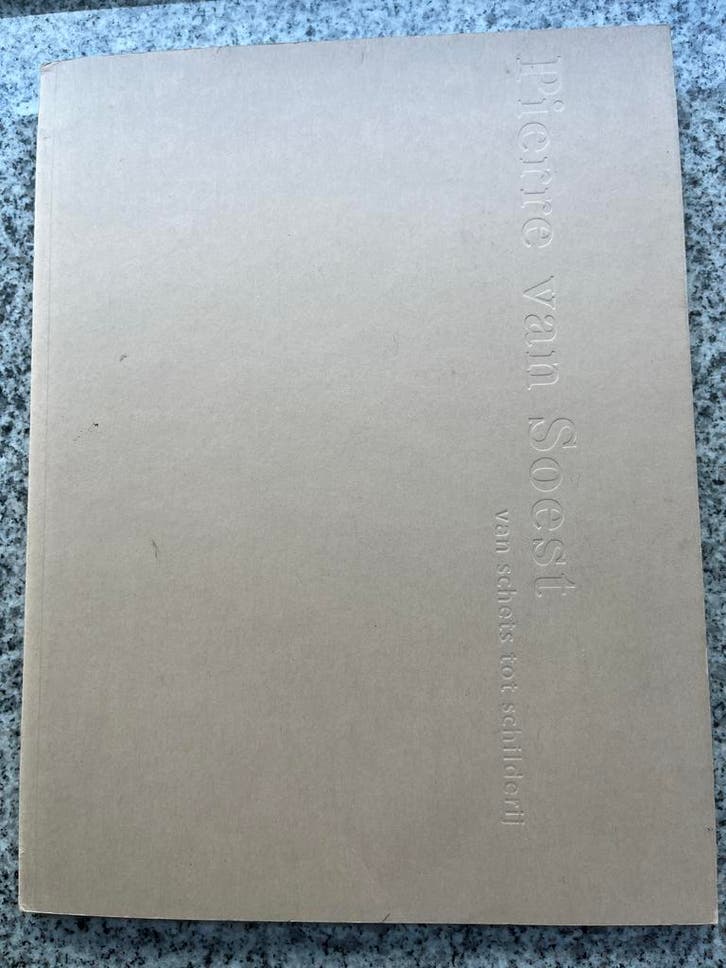 Pierre van Soest
van schets tot schilderij